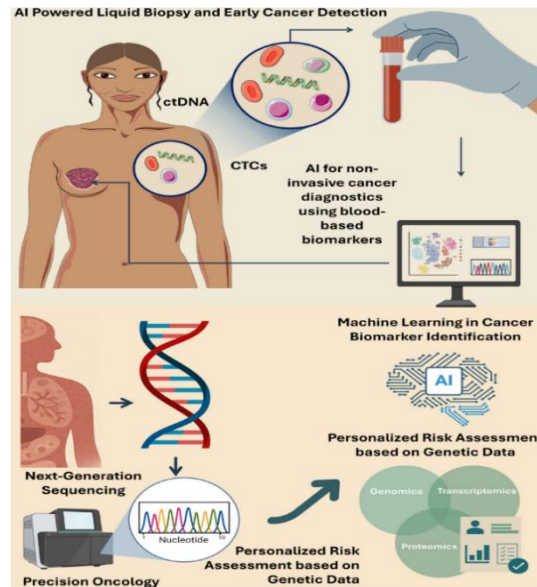 AI Powered Liquid Biopsy and Early Cancer Detection
ctDNA
CTCs
AI for non-
invasive cancer
diagnostics
using blood-
based
biomarkers
Machine Learning in Cancer
Biomarker Identification
AI
Personalized Risk Assessmen
based on Genetic Data
Next-Generation
Sequencing
Nucleotide
1
10
Precision Oncology
Personalized Risk
Assessment based on
Genetic Data
Genomics
Transcriptomics
Proteomics